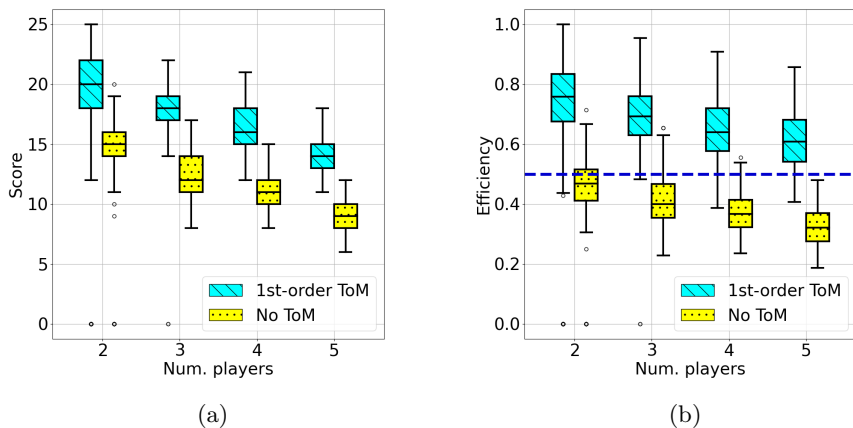 25
20
15
10
5
0
Score
2 3 4 5
Num. players
1st-order ToM
No ToM
(a)
1.0
0.8
0.6
0.4
0.2
0.0
Efficiency
2 3 4 5
Num. players
1st-order ToM
No ToM
(b)